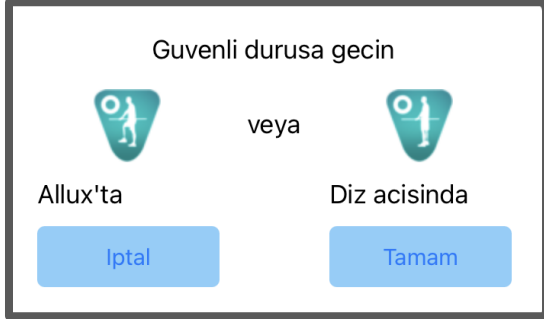 Guvenli durusa gecin
veya
Allux'ta
Diz acisinda
Iptal
Tamam